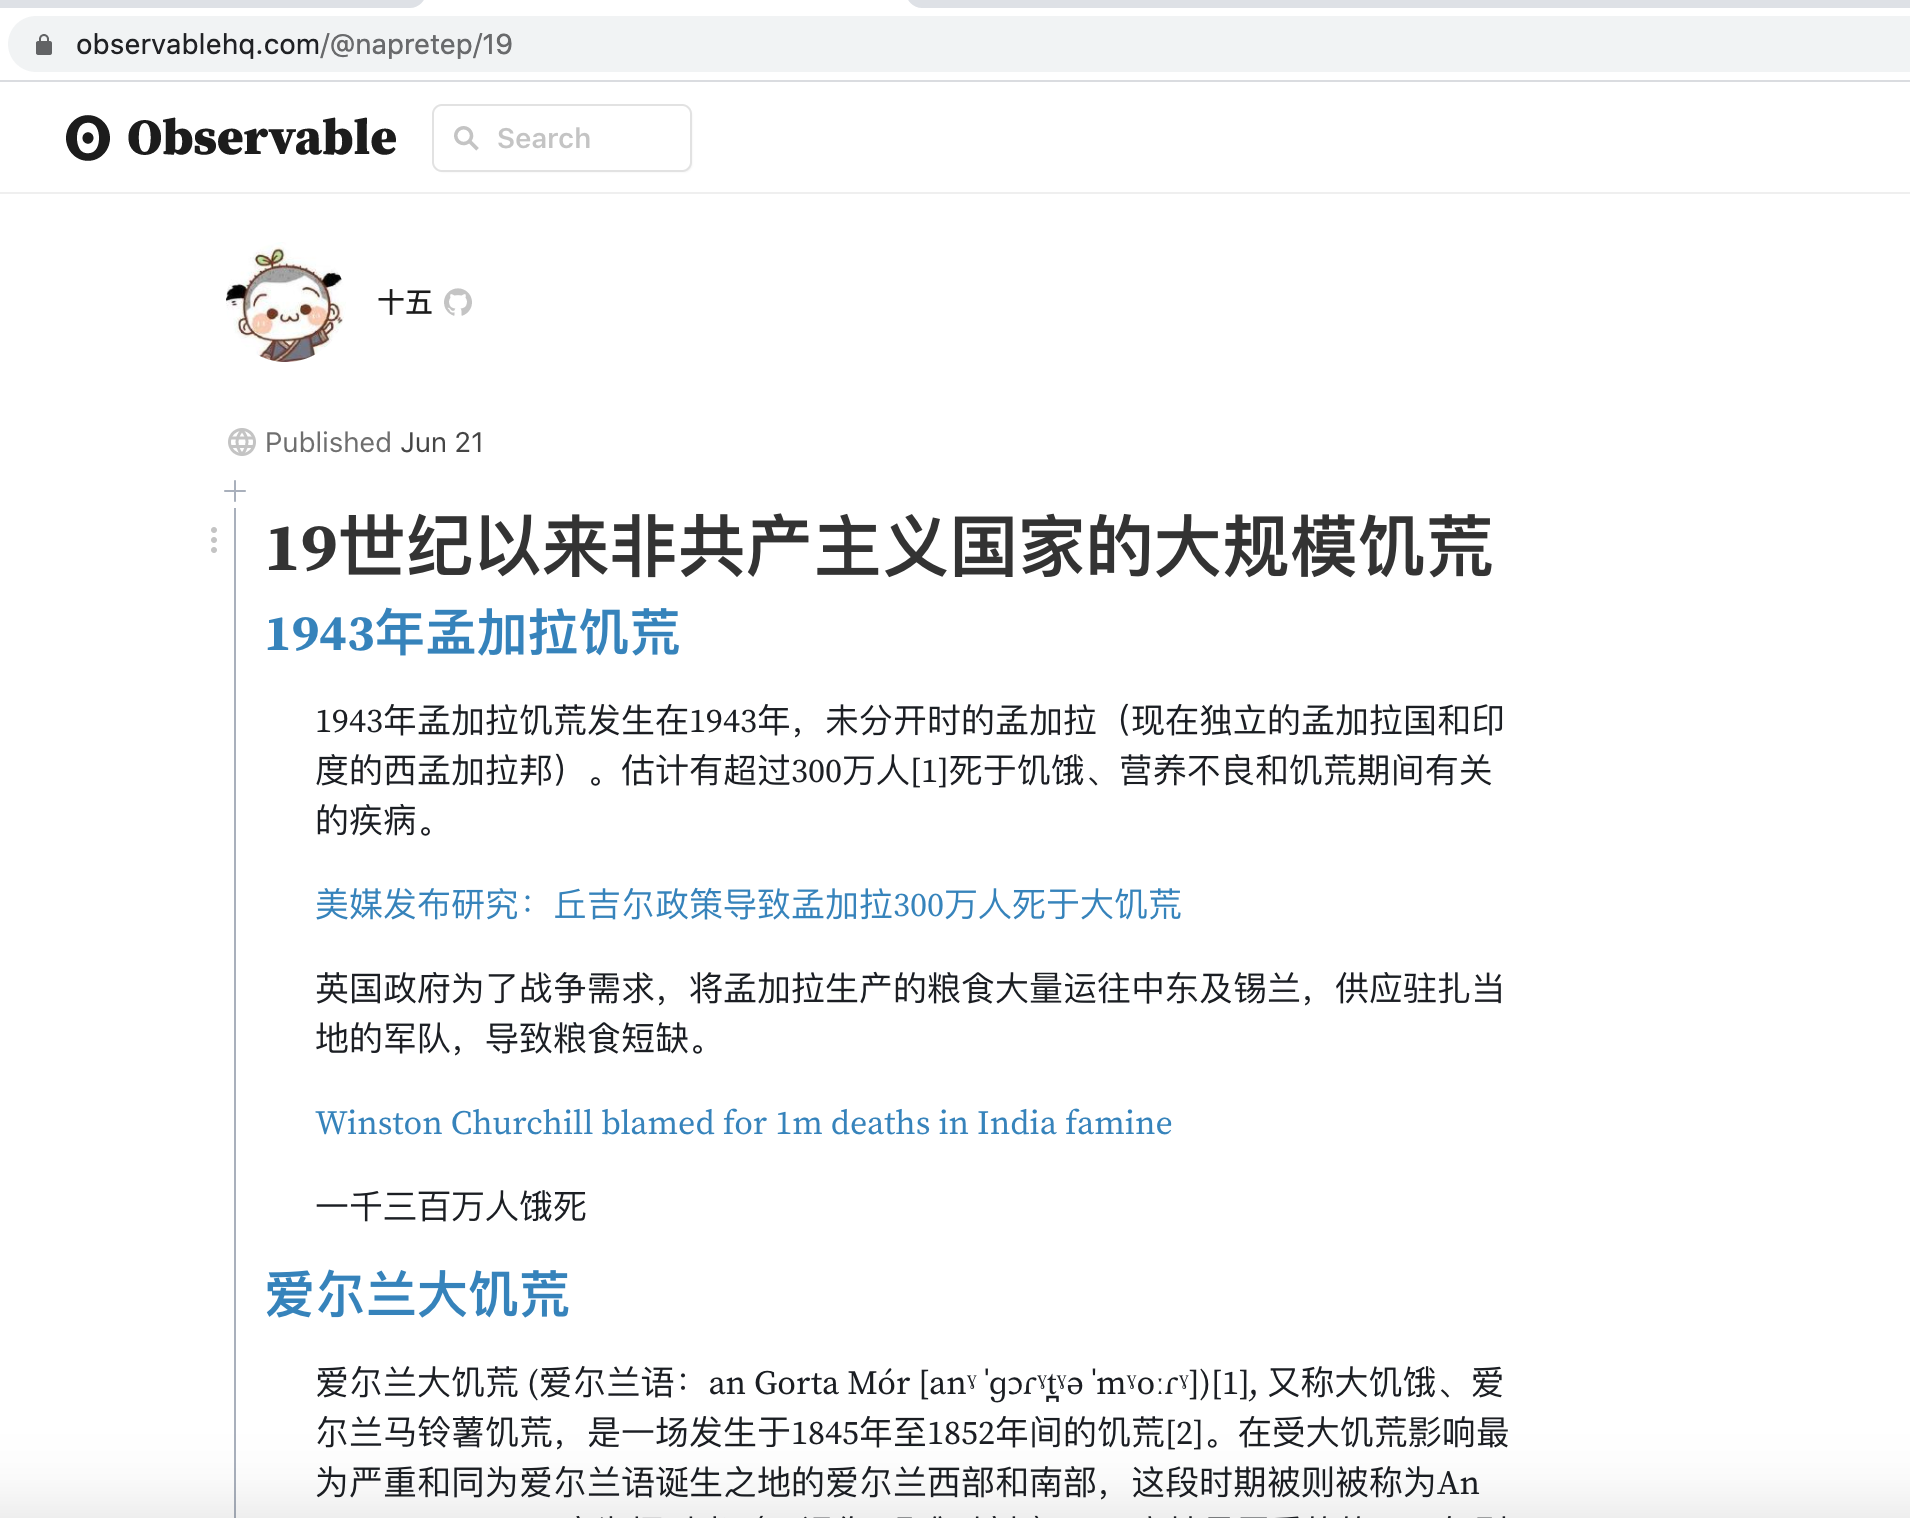 observablehq.com/@napretep/19
Observable
Search
十五
Published Jun 21
19世纪以来非共产主义国家的大规模饥荒
1943年孟加拉饥荒
1943年孟加拉饥荒发生在1943年，未分开时的孟加拉（现在独立的孟加拉国和印
度的西孟加拉邦）。估计有超过300万人[1]死于饥饿、营养不良和饥荒期间有关
的疾病。
美媒发布研究：丘吉尔政策导致孟加拉300万人死于大饥荒
英国政府为了战争需求，将孟加拉生产的粮食大量运往中东及锡兰，供应驻扎当
地的军队，导致粮食短缺。
Winston Churchill blamed for 1m deaths in India famine
一千三百万人饿死
爱尔兰大饥荒
爱尔兰大饥荒 (爱尔兰语：an Gorta Mór [anˠ ˈɡɔɾˠt̪ˠə ˈmˠoːɾˠ])[1], 又称大饥饿、爱
尔兰马铃薯饥荒，是一场发生于1845年至1852年间的饥荒[2]。在受大饥荒影响最
为严重和同为爱尔兰语诞生之地的爱尔兰西部和南部，这段时期被则被称为An